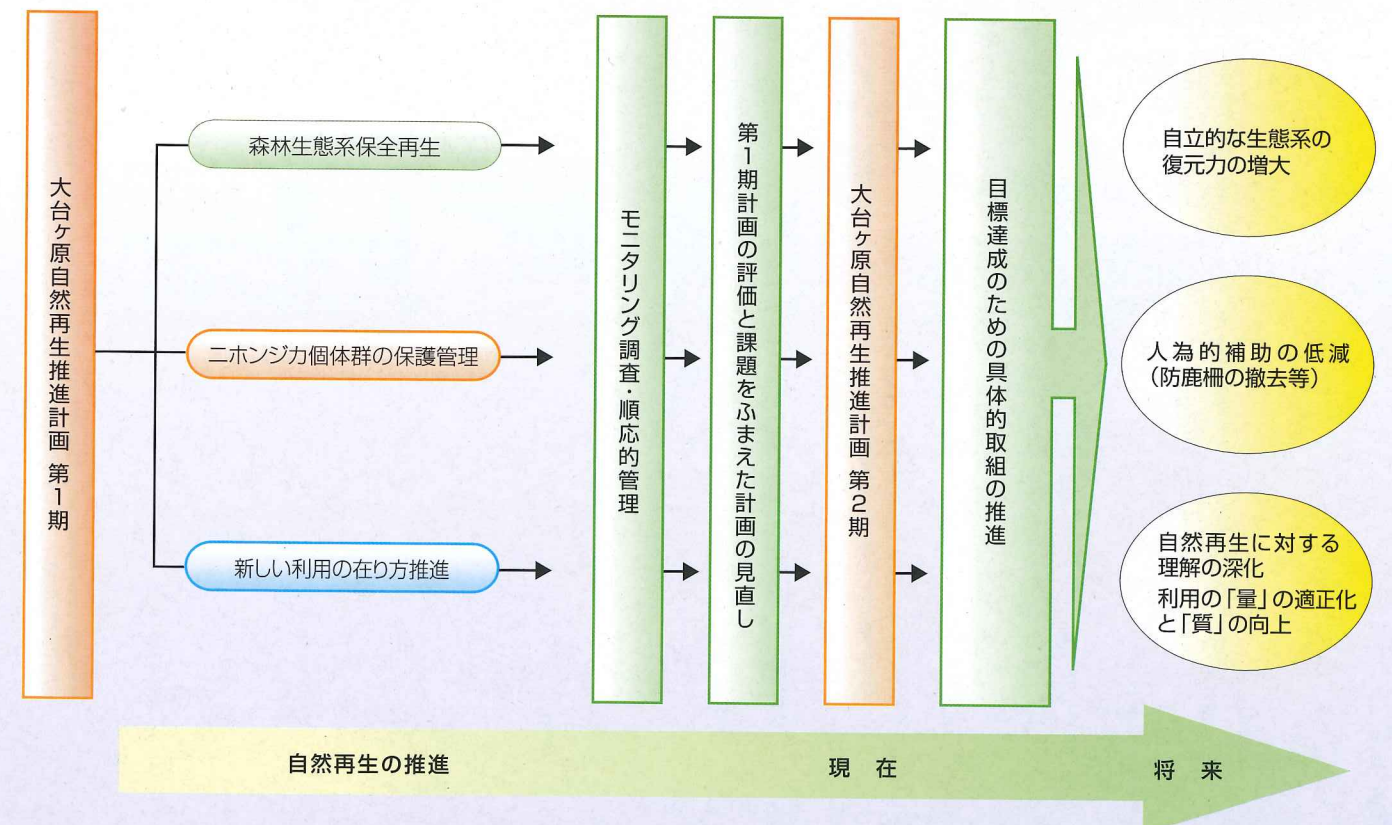 大台ヶ原自然再生推進計画 第1期
森林生態系保全再生
ニホンジカ個体群の保護管理
新しい利用の在り方推進
モニタリング調査・順応的管理
第1期計画の評価と課題をふまえた計画の見直し
大台ヶ原自然再生推進計画 第2期
目標達成のための具体的取組の推進
自立的な生態系の
復元力の増大
人為的補助の低減
（防鹿柵の撤去等）
自然再生に対する
理解の深化
利用の「量」の適正化
と「質」の向上
自然再生の推進
現 在
将 来